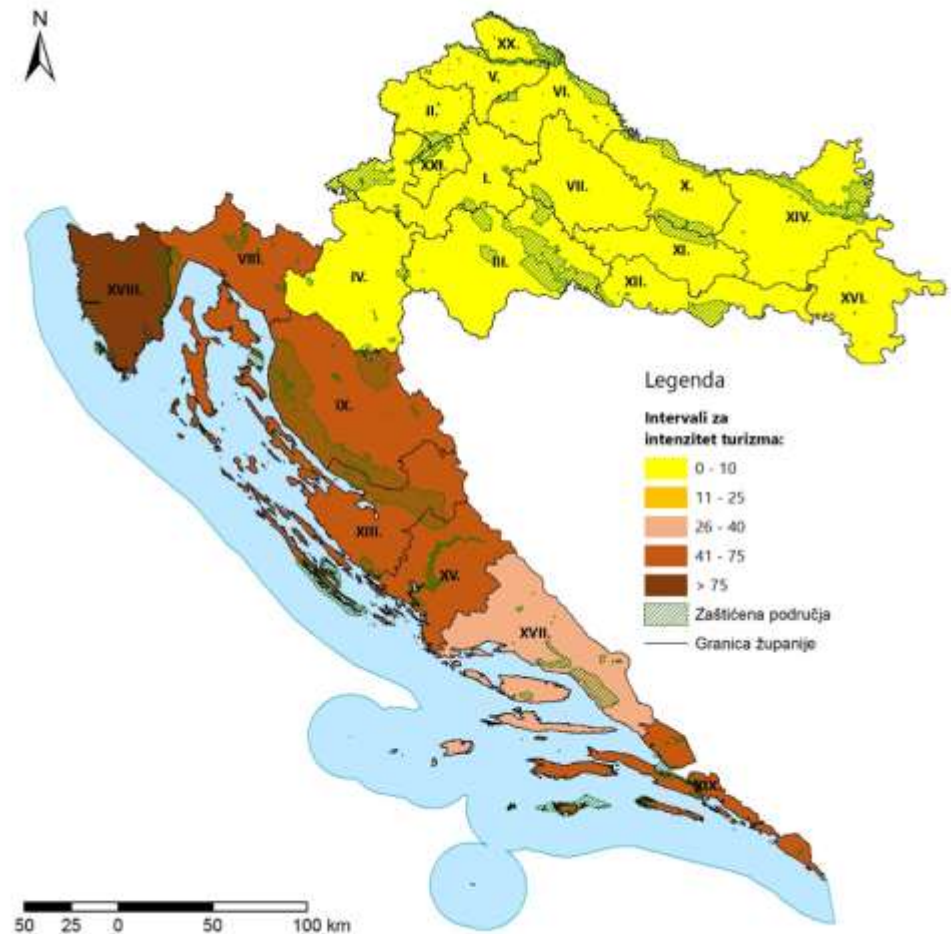 N
XX.
V.
VI.
II.
XXI.
I.
VII.
X.
XIV.
VIII.
IV.
III.
XI.
XII.
XVI.
XVIII.
IX.
XIII.
XV.
XVII.
XIX.
Legenda
Intervali za
intenzitet turizma:
0 - 10
11 - 25
26 - 40
41 - 75
> 75
Zaštićena područja
Granica županije
50 25 0 50 100 km